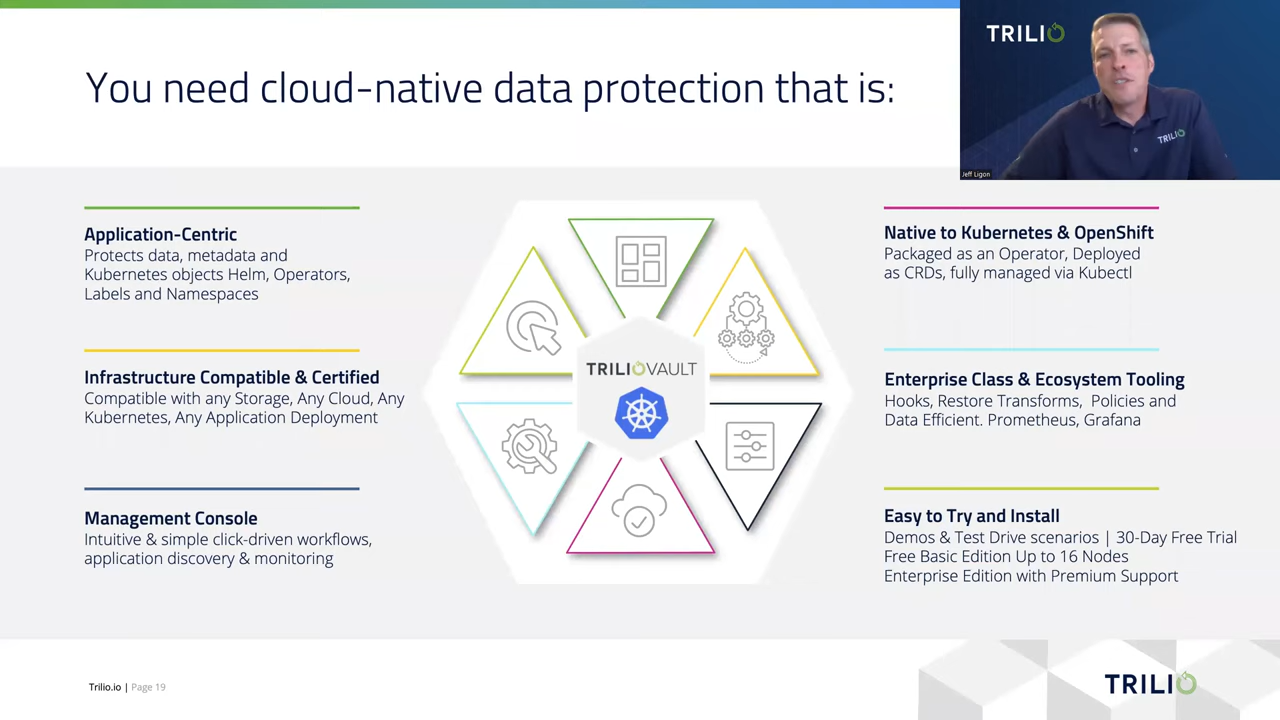 You need cloud-native data protection that is:
TRILIO
TRILIO
Jeff Ligon
Application-Centric
Protects data, metadata and
Kubernetes objects Helm, Operators,
Labels and Namespaces
Infrastructure Compatible & Certified
Compatible with any Storage, Any Cloud, Any
Kubernetes, Any Application Deployment
Management Console
Intuitive & simple click-driven workflows,
application discovery & monitoring
TRILIOVAULT
Native to Kubernetes & OpenShift
Packaged as an Operator, Deployed
as CRDs, fully managed via Kubectl
Enterprise Class & Ecosystem Tooling
Hooks, Restore Transforms, Policies and
Data Efficient. Prometheus, Grafana
Easy to Try and Install
Demos & Test Drive scenarios | 30-Day Free Trial
Free Basic Edition Up to 16 Nodes
Enterprise Edition with Premium Support
Trilio.io | Page 19
TRILIO